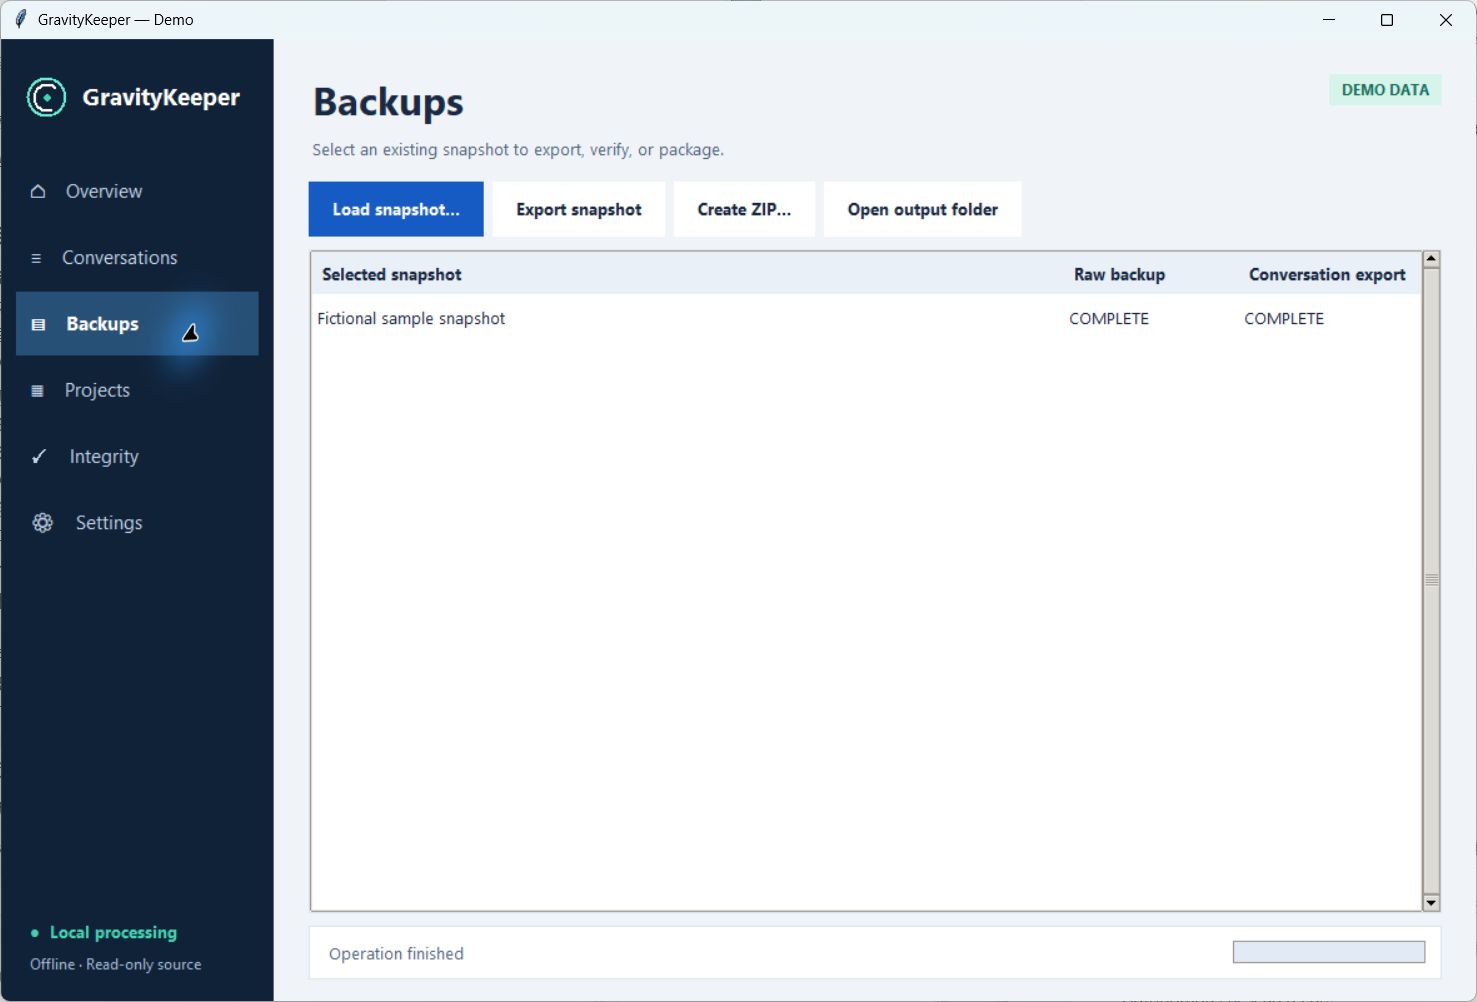 GravityKeeper — Demo
GravityKeeper
Overview
Conversations
Backups
Projects
Integrity
Settings
Local processing
Offline · Read-only source
Backups
DEMO DATA
Select an existing snapshot to export, verify, or package.
Load snapshot... Export snapshot Create ZIP... Open output folder
Selected snapshot Raw backup Conversation export
Fictional sample snapshot COMPLETE COMPLETE
Operation finished